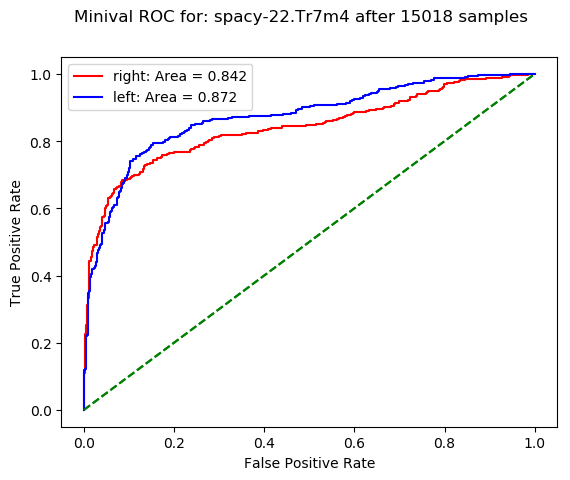 Minival ROC for: spacy-22.Tr7m4 after 15018 samples
right: Area = 0.842
left: Area = 0.872
True Positive Rate
1.0
0.8
0.6
0.4
0.2
0.0
0.0 0.2 0.4 0.6 0.8 1.0
False Positive Rate